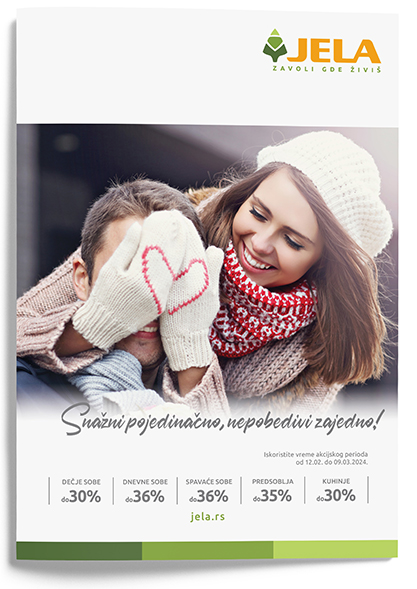 JELA
ZAVOLI GDE ŽIVIŠ
Snažni pojedinačno, nepobedivi zajedno!
Iskoristite vreme akcijskog perioda
od 12.02. do 09.03.2024.
DEČJE SOBE
do30%
DNEVNE SOBE
do36%
SPAVAĆE SOBE
do36%
PREDSOBLJA
do35%
KUHINJE
do30%
jela.rs